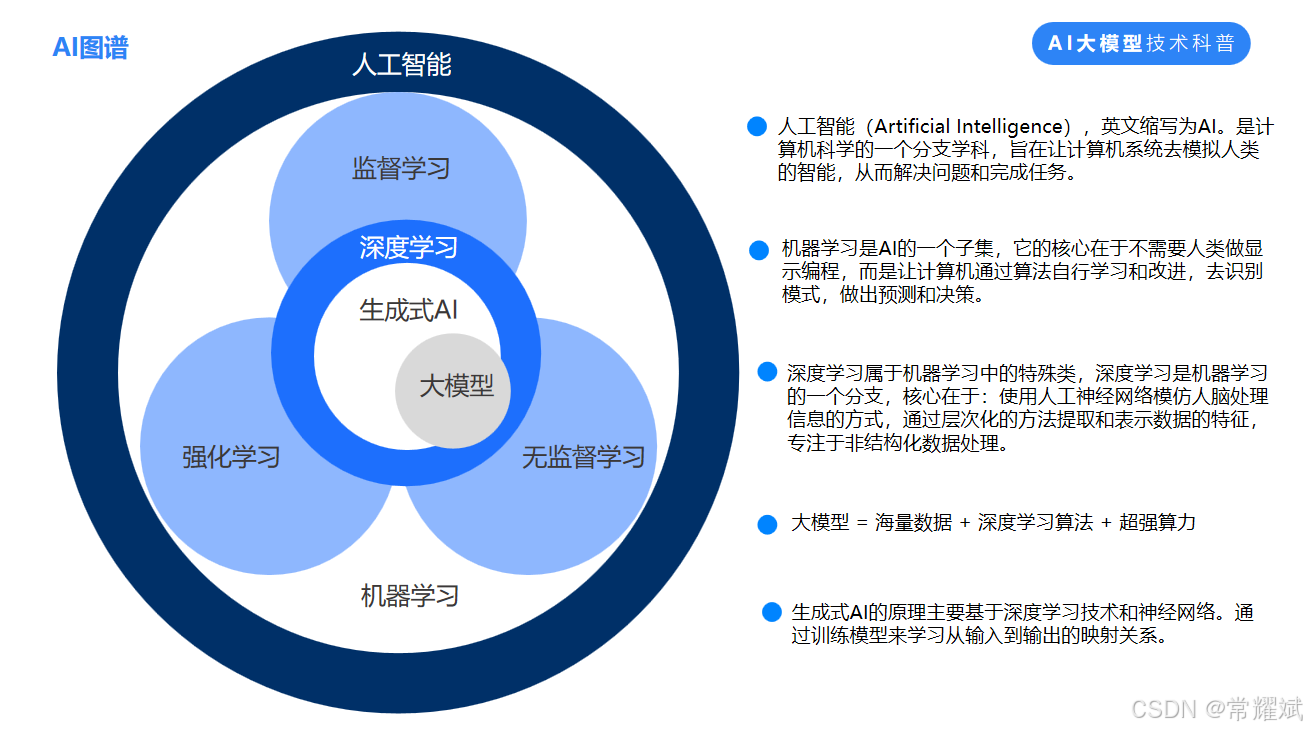 AI图谱
AI大模型技术科普
人工智能
监督学习
深度学习
生成式AI
大模型
强化学习
无监督学习
机器学习
人工智能（Artificial Intelligence），英文缩写为AI。是计
算机科学的一个分支学科，旨在让计算机系统去模拟人类
的智能，从而解决问题和完成任务。
机器学习是AI的一个子集，它的核心在于不需要人类做显
示编程，而是让计算机通过算法自行学习和改进，去识别
模式，做出预测和决策。
深度学习属于机器学习中的特殊类，深度学习是机器学习
的一个分支，核心在于：使用人工神经网络模仿人脑处理
信息的方式，通过层次化的方法提取和表示数据的特征，
专注于非结构化数据处理。
大模型 = 海量数据 + 深度学习算法 + 超强算力
生成式AI的原理主要基于深度学习技术和神经网络。通
过训练模型来学习从输入到输出的映射关系。
CSDN @常耀斌